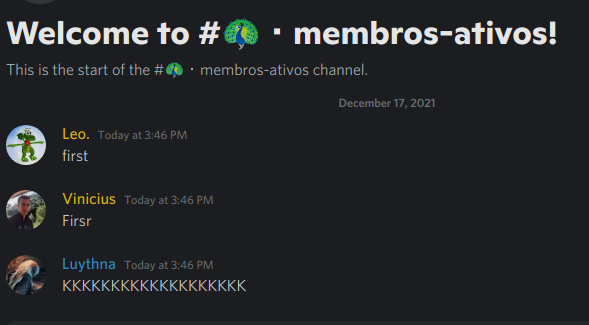 Welcome to #🦚・membros-ativos!
This is the start of the #🦚・membros-ativos channel.
December 17, 2021
Leo. Today at 3:46 PM
first
Vinicius Today at 3:46 PM
Firsr
Luythna Today at 3:46 PM
KKKKKKKKKKKKKKKKKKK